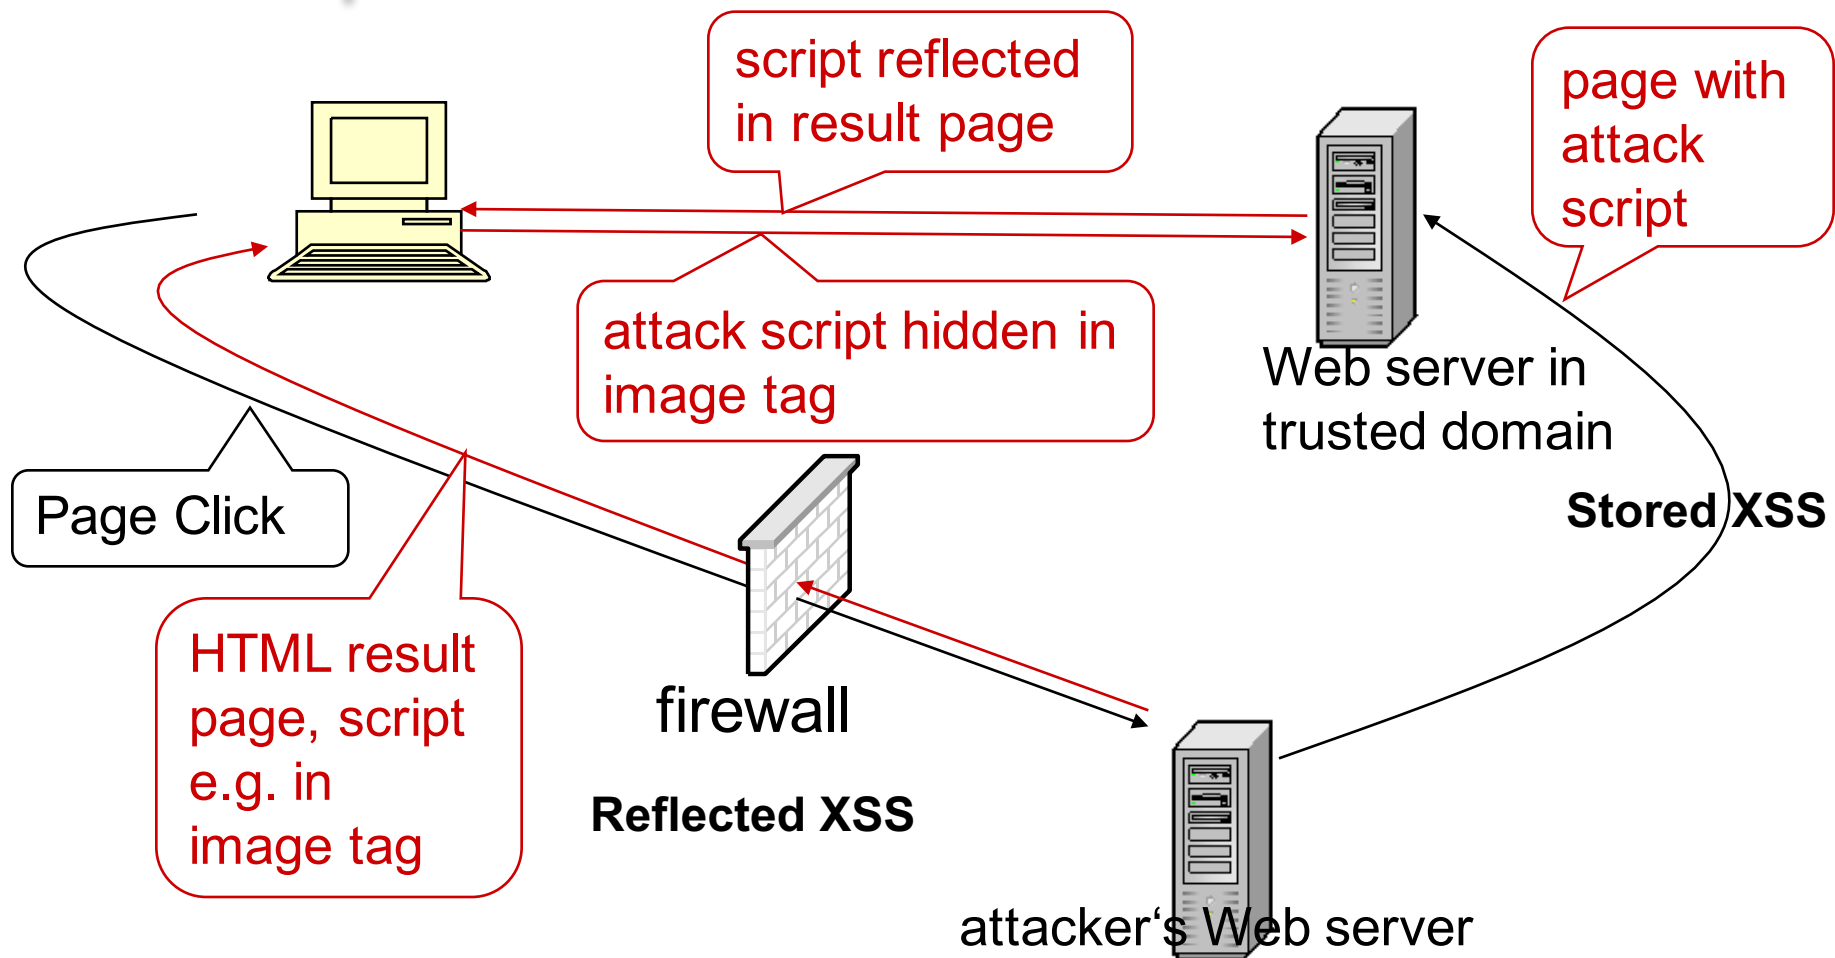 script reflected
in result page
page with
attack
script
attack script hidden in
image tag
Web server in
trusted domain
Page Click
Stored XSS
HTML result
page, script
e.g. in
image tag
firewall
Reflected XSS
attacker‘s Web server